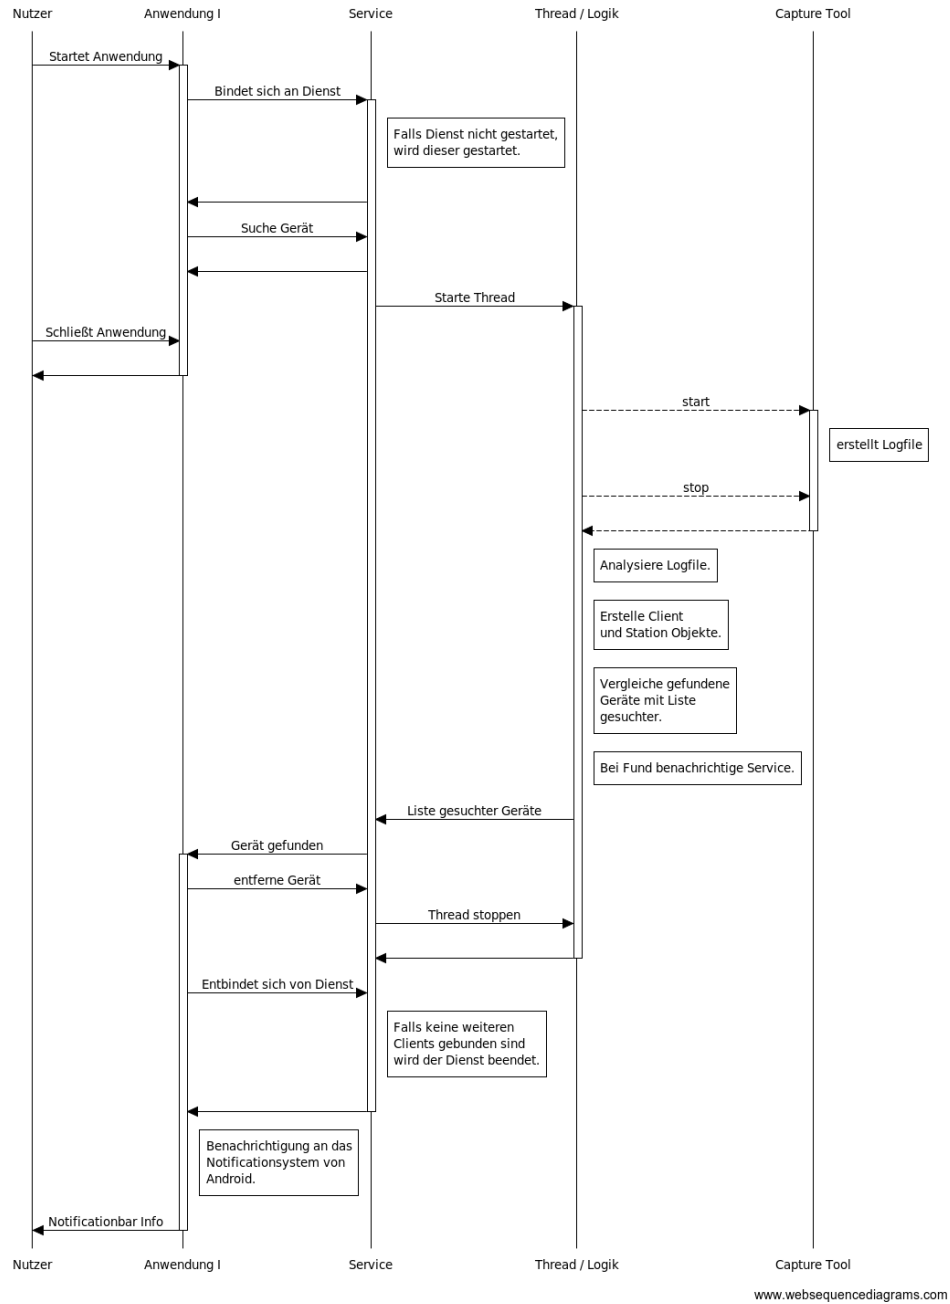 Nutzer Anwendung I Service Thread / Logik Capture Tool
Startet Anwendung
Bindet sich an Dienst
Falls Dienst nicht gestartet,
wird dieser gestartet.
Suche Gerät
Starte Thread
Schließt Anwendung
start
erstellt Logfile
stop
Analysiere Logfile.
Erstelle Client
und Station Objekte.
Vergleiche gefundene
Geräte mit Liste
gesuchter.
Bei Fund benachrichtige Service.
Liste gesuchter Geräte
Gerät gefunden
entferne Gerät
Thread stoppen
Entbindet sich von Dienst
Falls keine weiteren
Clients gebunden sind
wird der Dienst beendet.
Benachrichtigung an das
Notificationsystem von
Android.
Notificationbar Info
Nutzer Anwendung I Service Thread / Logik Capture Tool
www.websequencediagrams.com